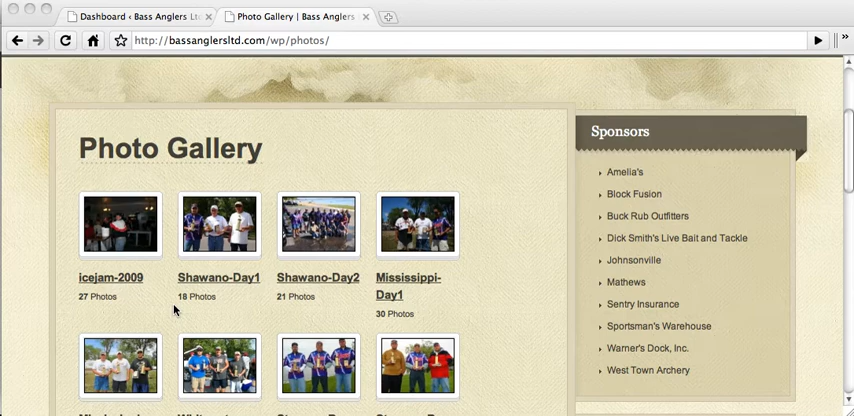 Dashboard ‹ Bass Anglers Lt
Photo Gallery | Bass Anglers
http://bassanglersltd.com/wp/photos/
Photo Gallery
Sponsors
Amelia's
Block Fusion
Buck Rub Outfitters
Dick Smith's Live Bait and Tackle
Johnsonville
Mathews
Sentry Insurance
Sportsman's Warehouse
Warner's Dock, Inc.
West Town Archery
icejam-2009
27 Photos
Shawano-Day1
18 Photos
Shawano-Day2
21 Photos
Mississippi-
Day1
30 Photos